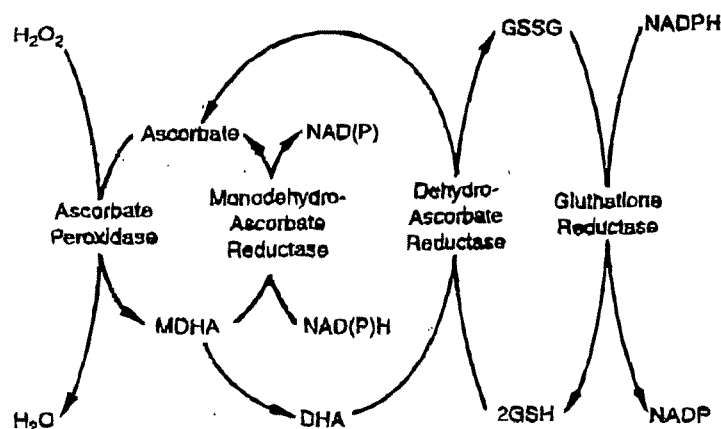 H₂O₂
GSSG
NADPH
Ascorbate
NAD(P)
Ascorbate
Peroxidase
Monodehydro-
Ascorbate
Reductase
Dehydro-
Ascorbate
Reductase
Gluthatione
Reductase
MDHA
NAD(P)H
H₂O
DHA
2GSH
NADP